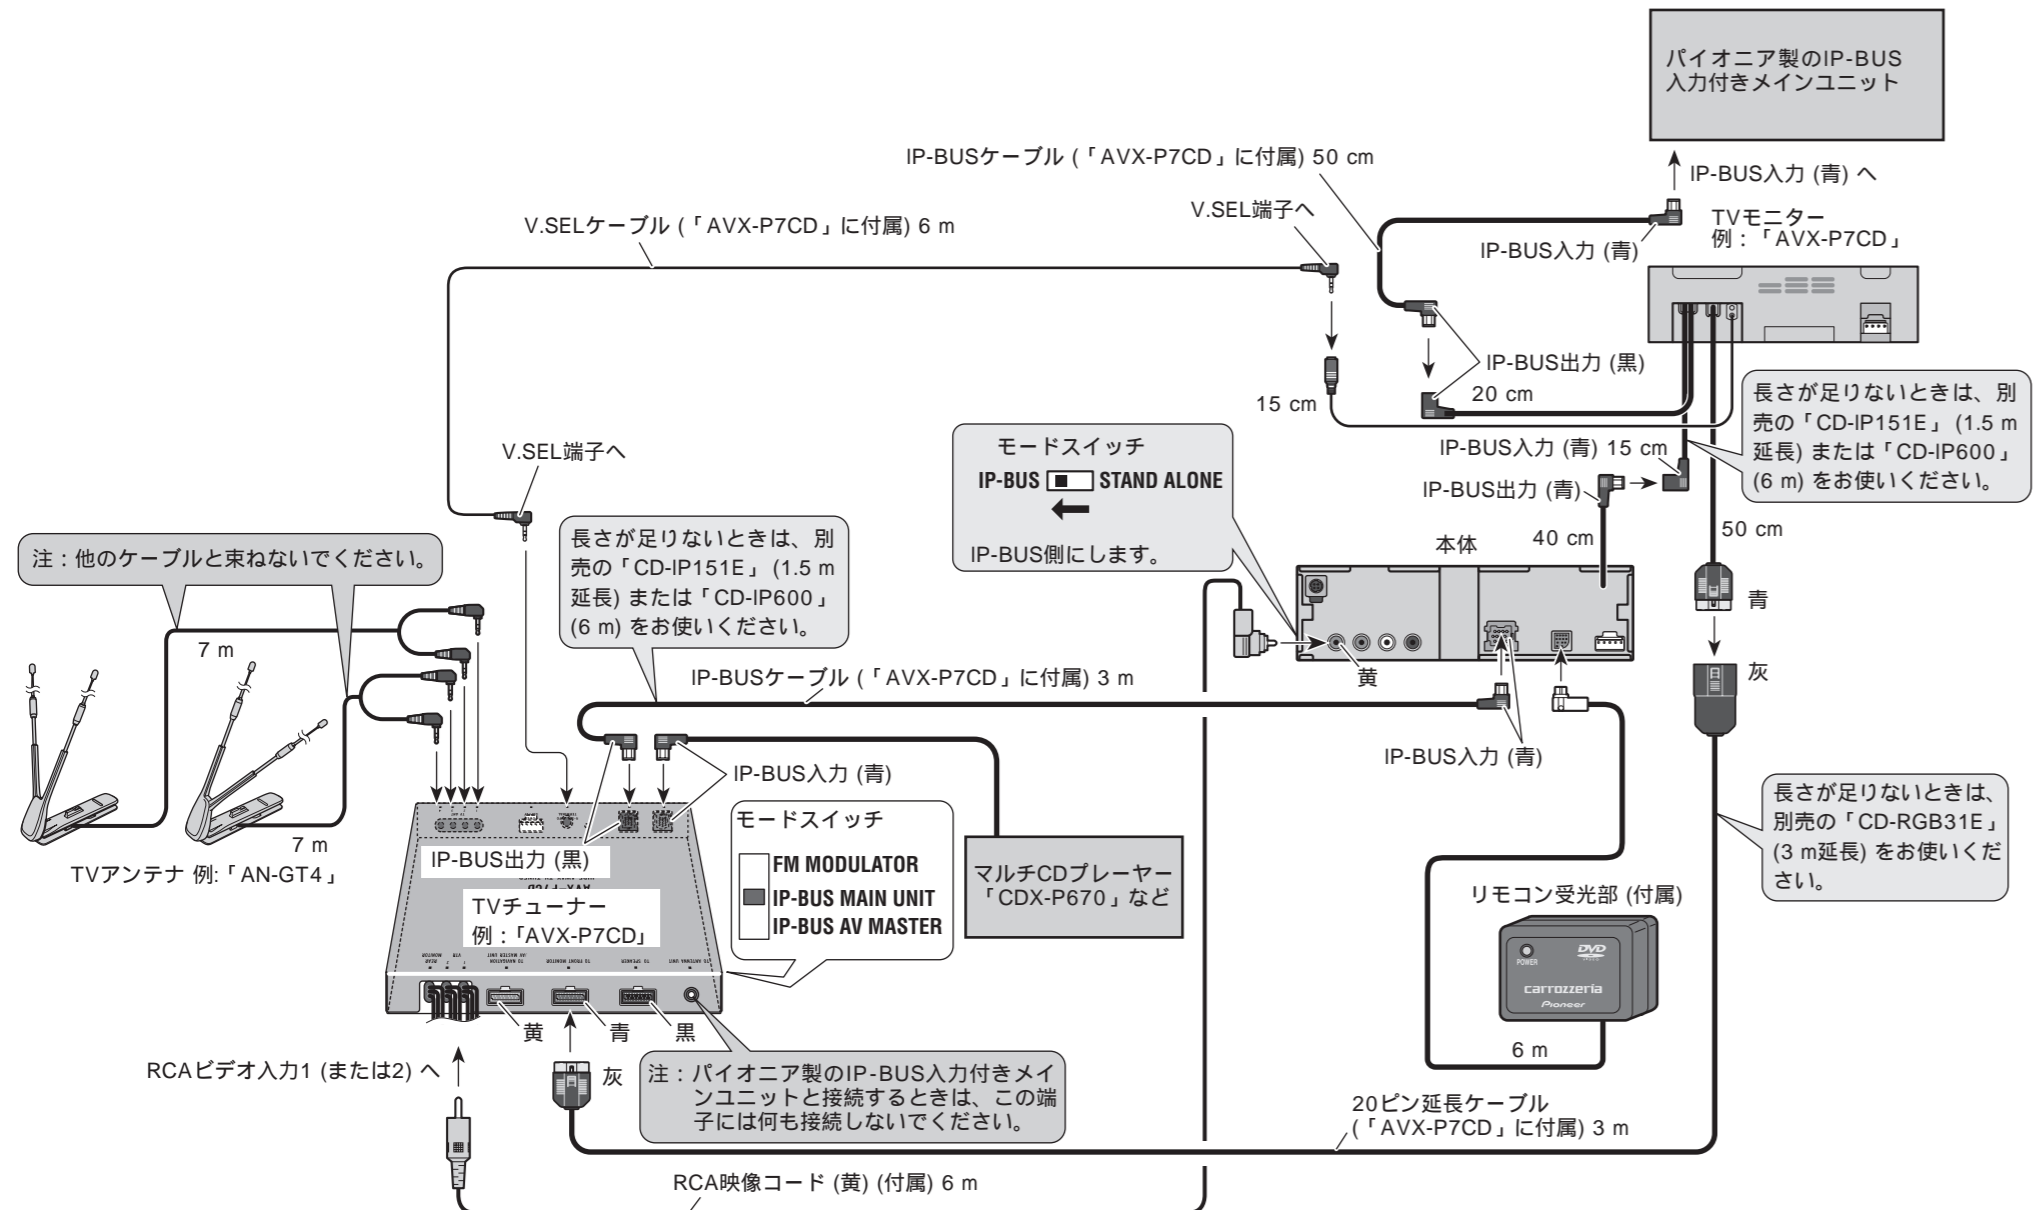 パイオニア製のIP-BUS
入力付きメインユニット
IP-BUSケーブル (「AVX-P7CD」に付属) 50 cm
IP-BUS入力 (青) へ
V.SELケーブル (「AVX-P7CD」に付属) 6 m
V.SEL端子へ
IP-BUS入力 (青)
TVモニター
例：「AVX-P7CD」
IP-BUS出力 (黒)
20 cm
15 cm
長さが足りないときは、別
売の「CD-IP151E」(1.5 m
延長) または「CD-IP600」
(6 m) をお使いください。
モードスイッチ
IP-BUS STAND ALONE
IP-BUS側にします。
IP-BUS入力 (青) 15 cm
IP-BUS出力 (青)
40 cm
50 cm
本体
V.SEL端子へ
長さが足りないときは、別
売の「CD-IP151E」(1.5 m
延長) または「CD-IP600」
(6 m) をお使いください。
注：他のケーブルと束ねないでください。
7 m
青
灰
黄
IP-BUSケーブル (「AVX-P7CD」に付属) 3 m
IP-BUS入力 (青)
IP-BUS入力 (青)
7 m
TVアンテナ 例:「AN-GT4」
IP-BUS出力 (黒)
AVX-P7CD
TVチューナー
例：「AVX-P7CD」
モードスイッチ
FM MODULATOR
IP-BUS MAIN UNIT
IP-BUS AV MASTER
マルチCDプレーヤー
「CDX-P670」など
長さが足りないときは、
別売の「CD-RGB31E」
(3 m延長) をお使いくだ
さい。
リモコン受光部 (付属)
POWER
DVD
carrozzeria
Pioneer
6 m
REAR MONITOR
VTR
2
1
TO NAVIGATION /AV MASTER UNIT
TO FRONT MONITOR
TO SPEAKER
TO ANTENNA UNIT
黄
青
黒
灰
RCAビデオ入力1 (または2) へ
注：パイオニア製のIP-BUS入力付きメイ
ンユニットと接続するときは、この端
子には何も接続しないでください。
20ピン延長ケーブル
(「AVX-P7CD」に付属) 3 m
RCA映像コード (黄) (付属) 6 m